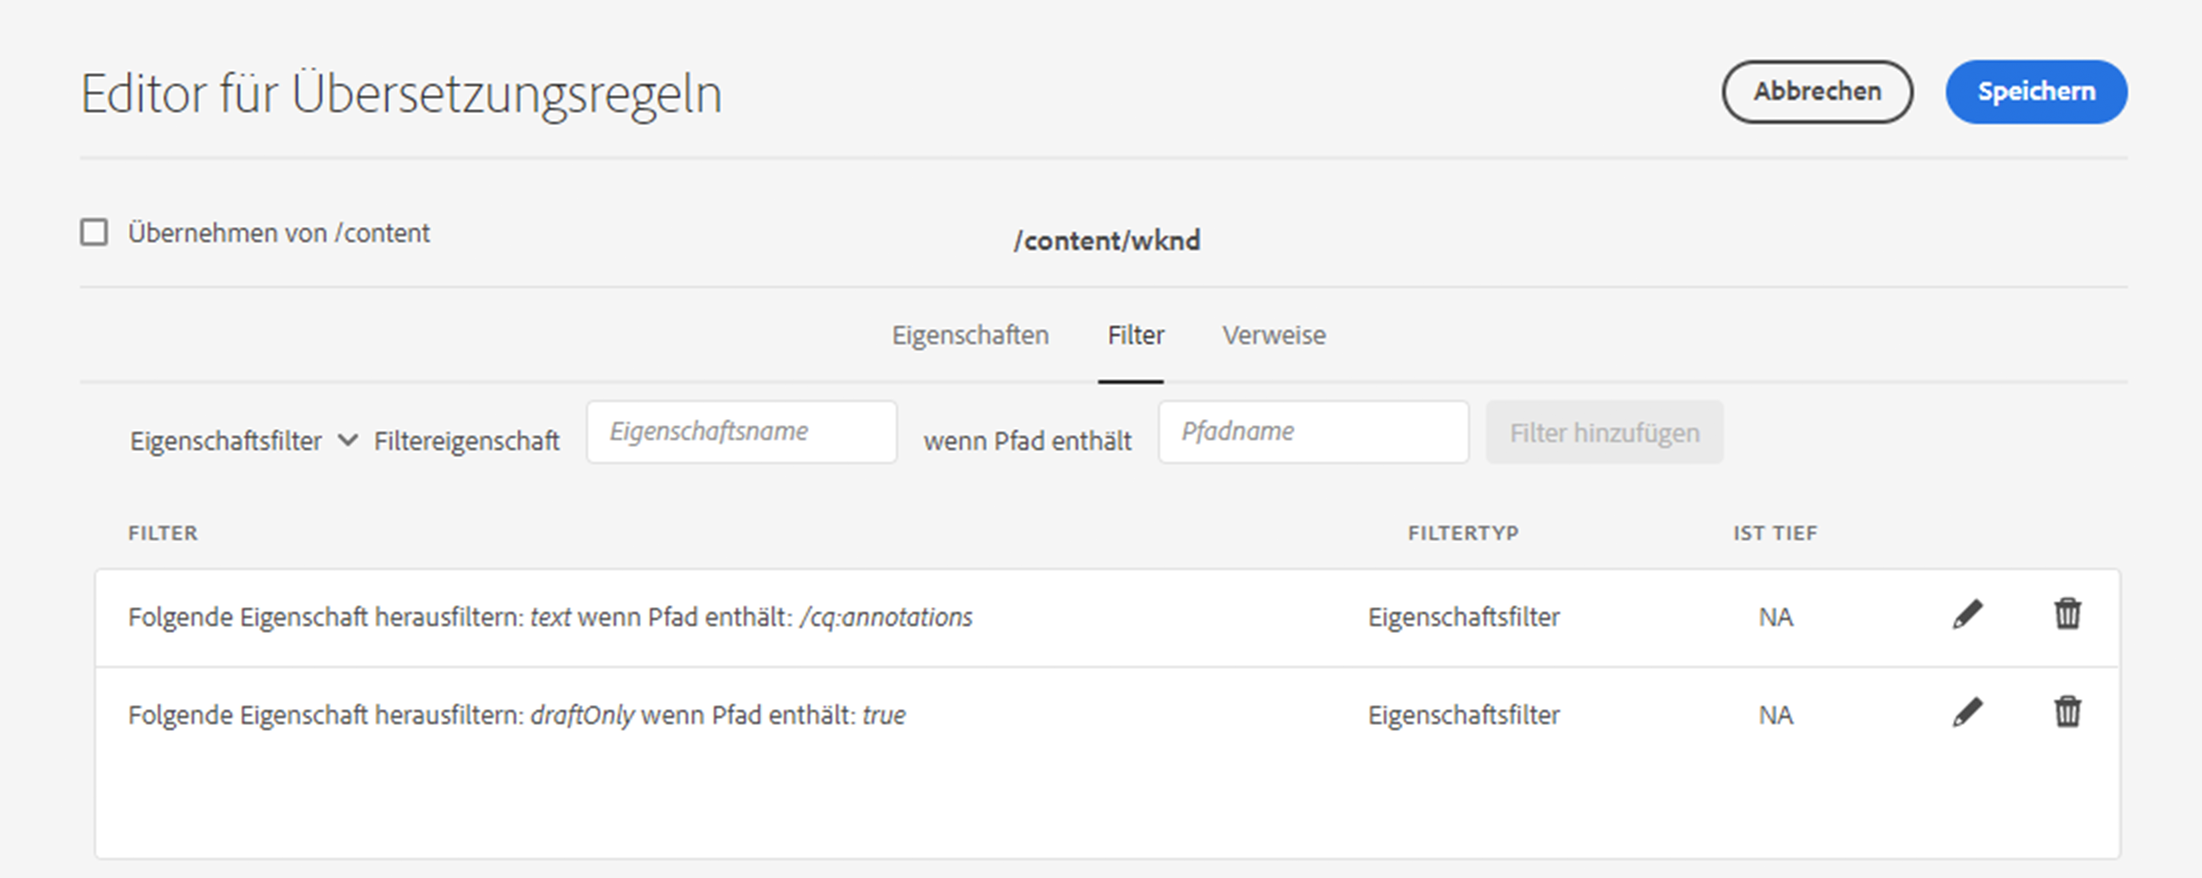 Editor für Übersetzungsregeln
Abbrechen
Speichern
Übernehmen von /content
/content/wknd
Eigenschaften Filter Verweise
Eigenschaftsfilter Filtereigenschaft Eigenschaftsname wenn Pfad enthält Pfadname Filter hinzufügen
FILTER FILTERTYP IST TIEF
Folgende Eigenschaft herausfiltern: text wenn Pfad enthält: /cq:annotations Eigenschaftsfilter NA
Folgende Eigenschaft herausfiltern: draftOnly wenn Pfad enthält: true Eigenschaftsfilter NA